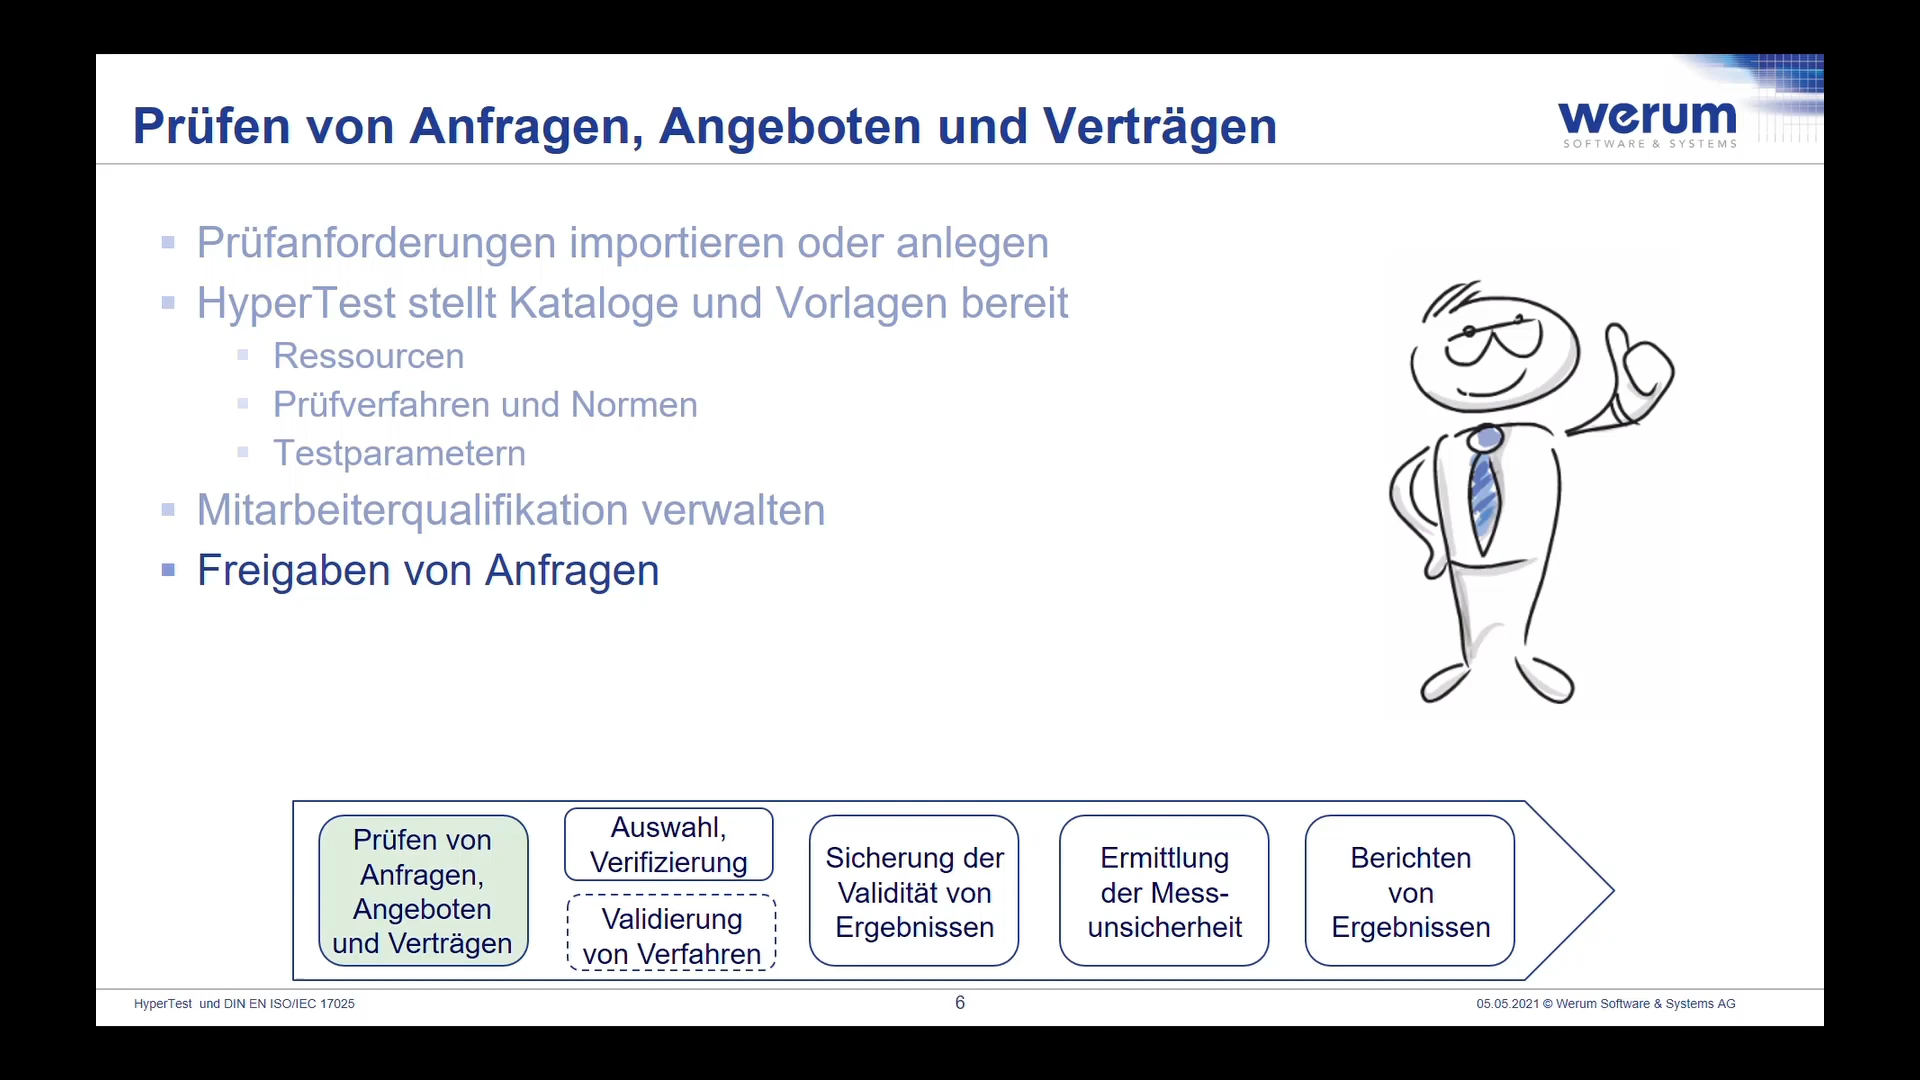 Prüfen von Anfragen, Angeboten und Verträgen
werum
SOFTWARE & SYSTEMS
Prüfanforderungen importieren oder anlegen
HyperTest stellt Kataloge und Vorlagen bereit
Ressourcen
Prüfverfahren und Normen
Testparametern
Mitarbeiterqualifikation verwalten
Freigaben von Anfragen
Prüfen von
Anfragen,
Angeboten
und Verträgen
Auswahl,
Verifizierung
Validierung
von Verfahren
Sicherung der
Validität von
Ergebnissen
Ermittlung
der Mess-
unsicherheit
Berichten
von
Ergebnissen
HyperTest und DIN EN ISO/IEC 17025
6
05.05.2021 © Werum Software & Systems AG